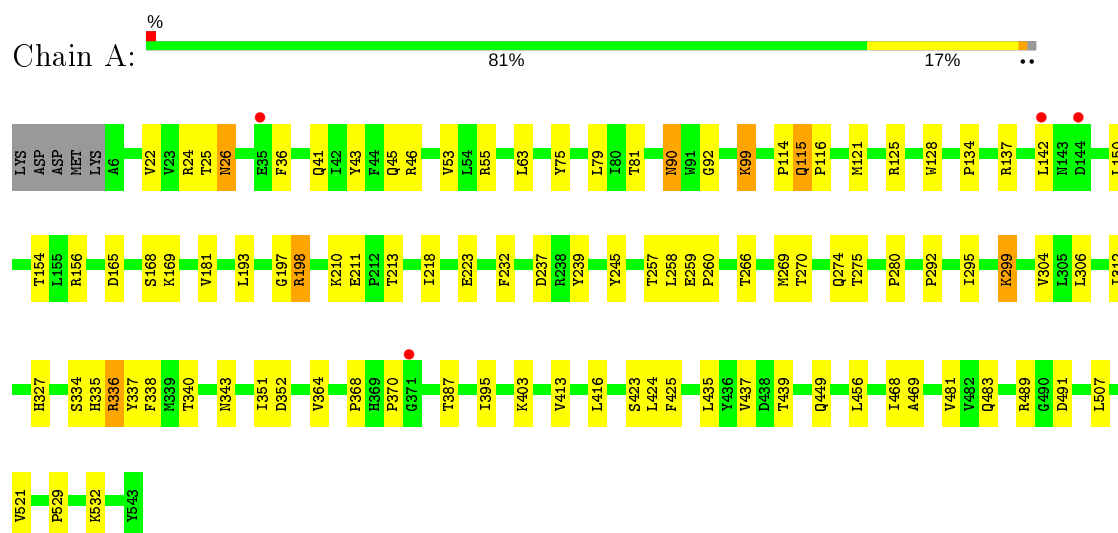 %
Chain A:
81% 17% ••
LYS ASP ASP MET LYS A6 V22 V23 R24 T25 N26 E35 F36 Q41 I42 Y43 F44 Q45 R46 V53 L54 R55 L63 Y75 L79 I80 T81 N90 W91 G92 K99 P114 Q115 P116 M121 R125 W128 P134 R137 L142 N143 D144 L150
T154 L155 R156 D165 S168 K169 V181 L193 G197 R198 K210 E211 P212 T213 I218 E223 F232 D237 R238 Y239 Y245 T257 L258 E259 P260 T266 M269 T270 Q274 T275 P280 P292 I295 K299 V304 L305 L306
H327 S334 H335 R336 Y337 F338 M339 T340 N343 I351 D352 V364 P368 H369 P370 G371 T387 I395 K403 V413 L416 S423 L424 F425 L435 Y436 V437 D438 T439 Q449 L456 I468 A469 V481 V482 Q483 R489 G490 D491 L507
V521 P529 K532 Y543